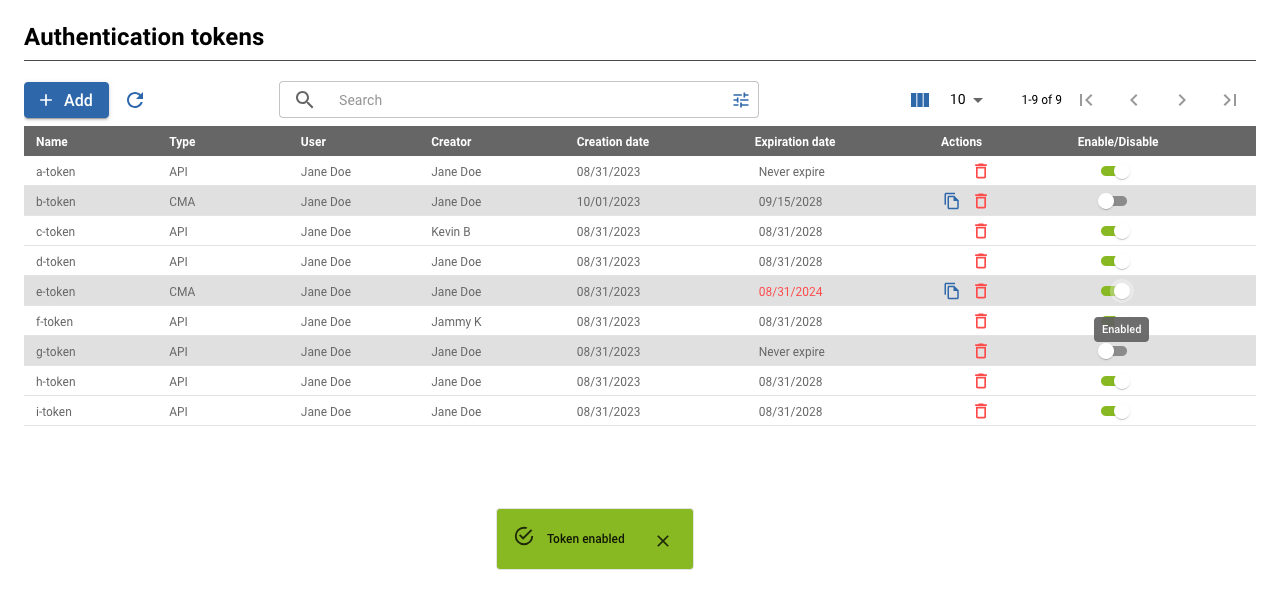 Authentication tokens
Add
Search
10
1-9 of 9
Name Type User Creator Creation date Expiration date Actions Enable/Disable
a-token API Jane Doe Jane Doe 08/31/2023 Never expire
b-token CMA Jane Doe Jane Doe 10/01/2023 09/15/2028
c-token API Jane Doe Kevin B 08/31/2023 08/31/2028
d-token API Jane Doe Jane Doe 08/31/2023 08/31/2028
e-token CMA Jane Doe Jane Doe 08/31/2023 08/31/2024
f-token API Jane Doe Jammy K 08/31/2023 08/31/2028
Enabled
g-token API Jane Doe Jane Doe 08/31/2023 Never expire
h-token API Jane Doe Jane Doe 08/31/2023 08/31/2028
i-token API Jane Doe Jane Doe 08/31/2023 08/31/2028
Token enabled